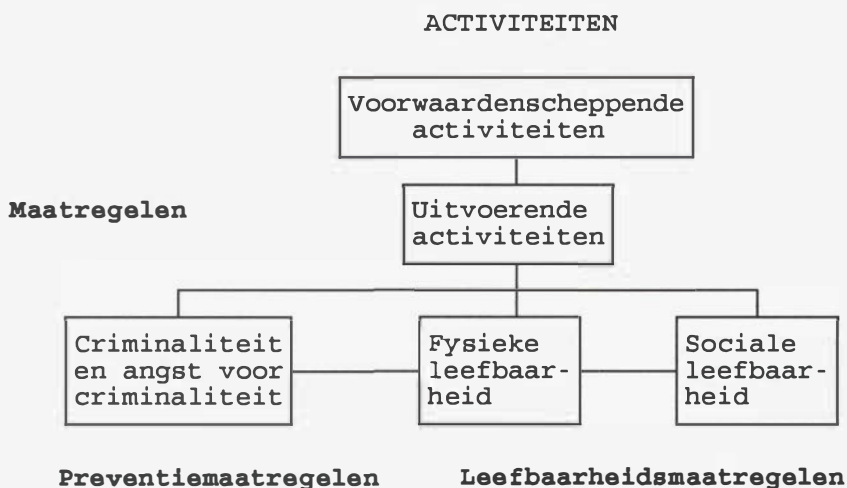 ACTIVITEITEN
Voorwaardenscheppende
activiteiten
Maatregelen
Uitvoerende
activiteiten
Criminaliteit
en angst voor
criminaliteit
Fysieke
leefbaar-
heid
Sociale
leefbaar-
heid
Preventiemaatregelen
Leefbaarheidsmaatregelen